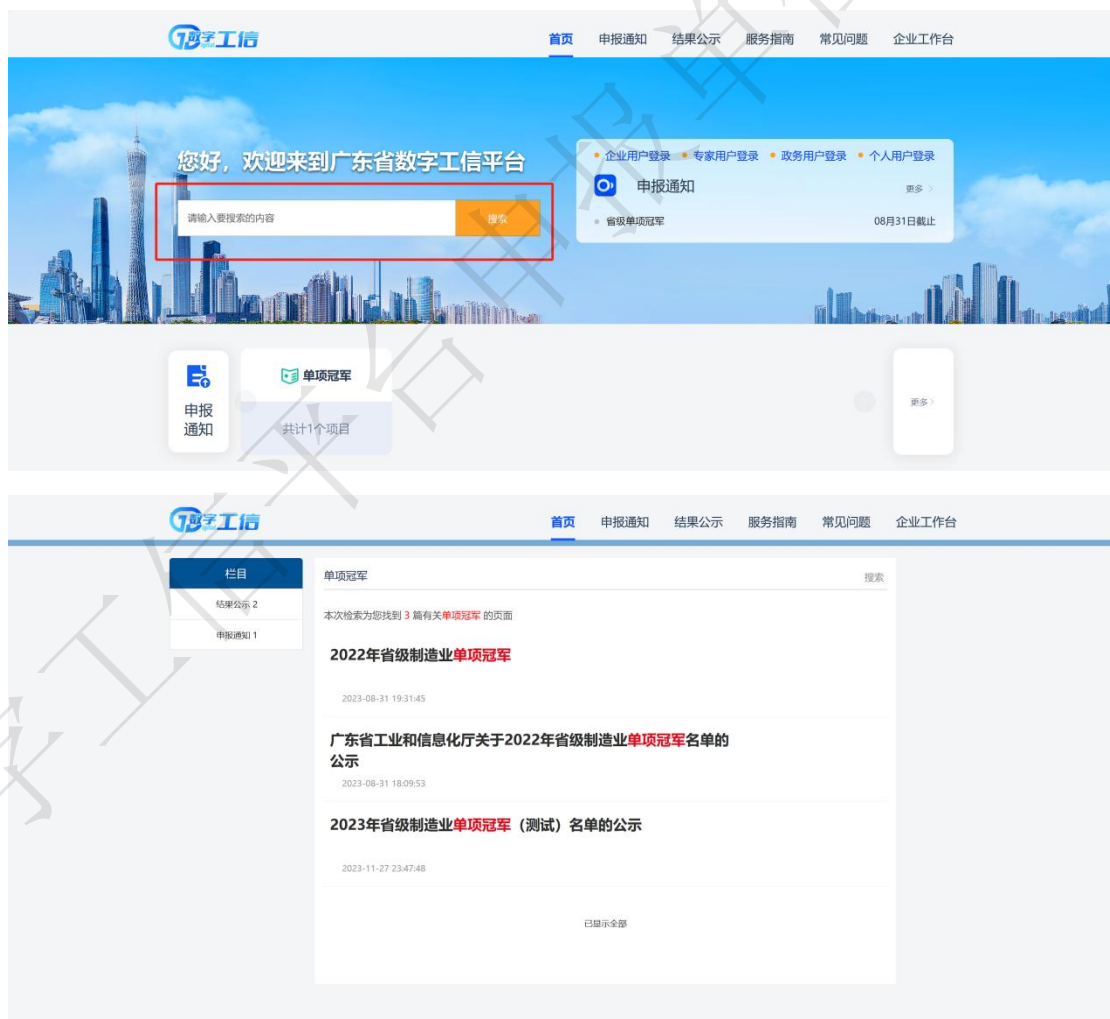 数字工信
首页 申报通知 结果公示 服务指南 常见问题 企业工作台
您好，欢迎来到广东省数字工信平台
请输入要搜索的内容 搜索
企业用户登录 专家用户登录 政务用户登录 个人用户登录
申报通知 更多
省级单项冠军 08月31日截止
申报
通知
单项冠军
共计1个项目
更多
数字工信
首页 申报通知 结果公示 服务指南 常见问题 企业工作台
栏目
结果公示 2
申报通知 1
单项冠军 搜索
本次检索为您找到 3 篇有关单项冠军 的页面
2022年省级制造业单项冠军
2023-08-31 19:31:45
广东省工业和信息化厅关于2022年省级制造业单项冠军名单的
公示
2023-08-31 18:09:53
2023年省级制造业单项冠军（测试）名单的公示
2023-11-27 23:47:48
已显示全部
字工信平台申报单位